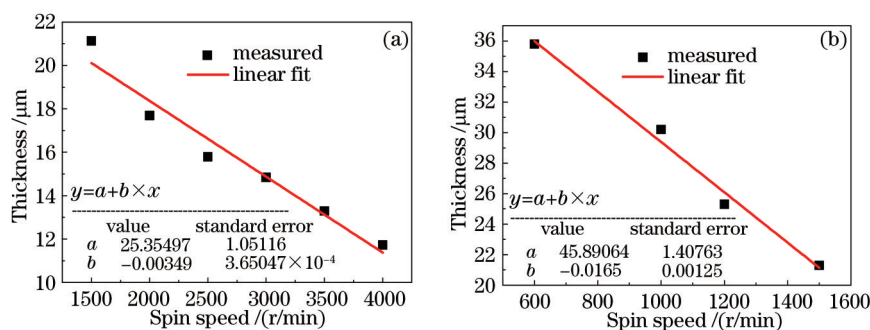 (a)
measured
linear fit
Thickness /μm
22
20
18
16
14
12
10
y=a+b×x
value standard error
a 25.35497 1.05116
b −0.00349 3.65047×10⁻⁴
1500 2000 2500 3000 3500 4000
Spin speed /(r/min)
(b)
measured
linear fit
Thickness /μm
36
34
32
30
28
26
24
22
20
y=a+b×x
value standard error
a 45.89064 1.40763
b -0.0165 0.00125
600 800 1000 1200 1400 1600
Spin speed /(r/min)